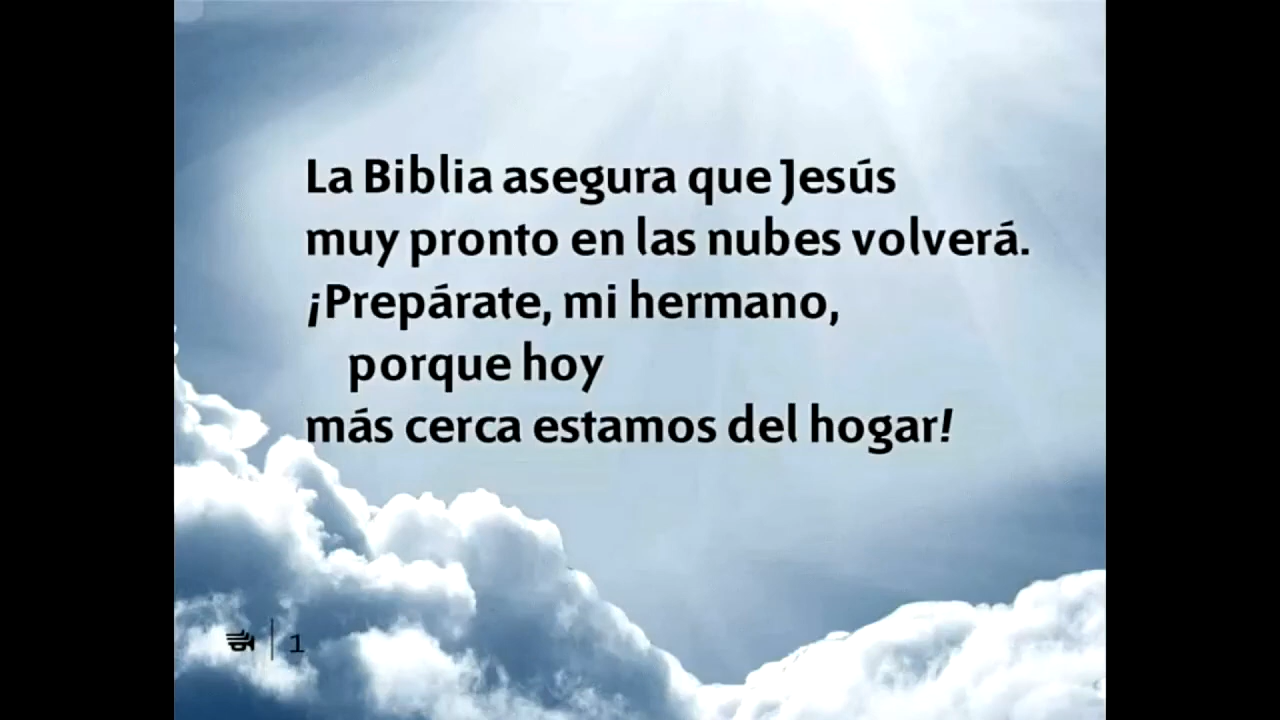 La Biblia asegura que Jesús
muy pronto en las nubes volverá.
¡Prepárate, mi hermano,
porque hoy
más cerca estamos del hogar!
1